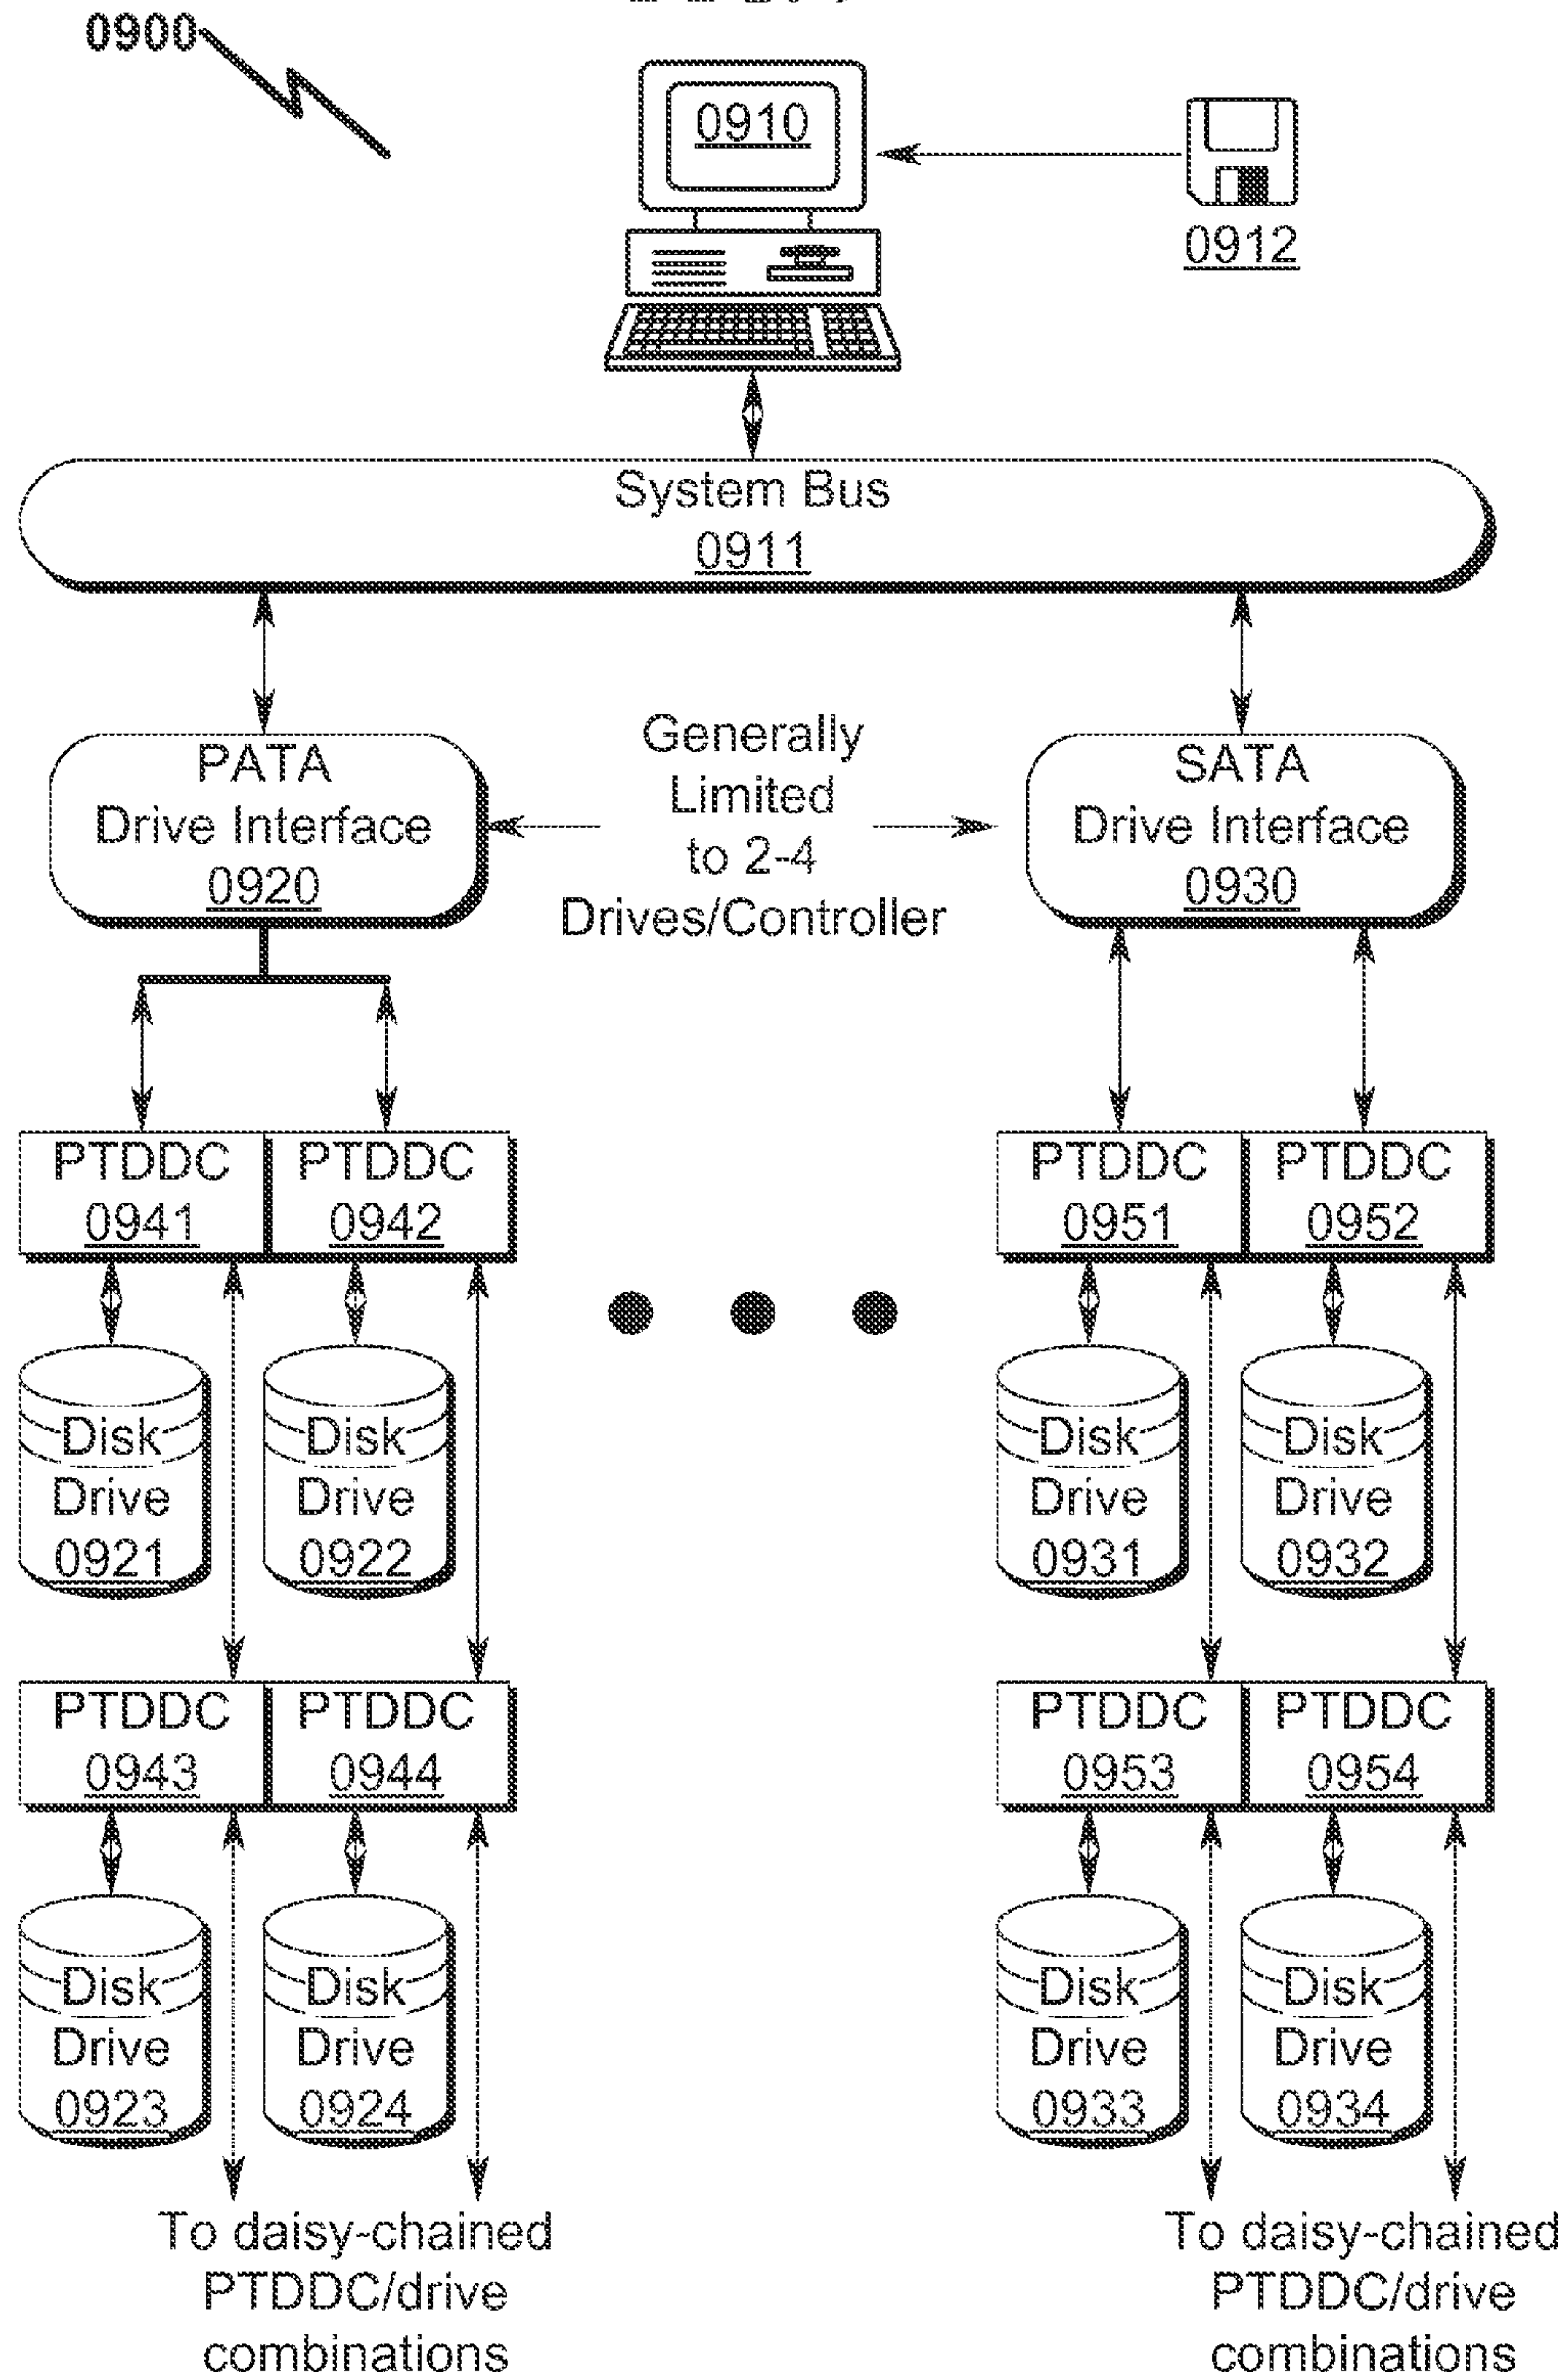 0900
0910
0912
System Bus
0911
PATA
Drive Interface
0920
Generally
Limited
to 2-4
Drives/Controller
SATA
Drive Interface
0930
PTDDC
0941
PTDDC
0942
PTDDC
0951
PTDDC
0952
Disk
Drive
0921
Disk
Drive
0922
Disk
Drive
0931
Disk
Drive
0932
PTDDC
0943
PTDDC
0944
PTDDC
0953
PTDDC
0954
Disk
Drive
0923
Disk
Drive
0924
Disk
Drive
0933
Disk
Drive
0934
To daisy-chained
PTDDC/drive
combinations
To daisy-chained
PTDDC/drive
combinations